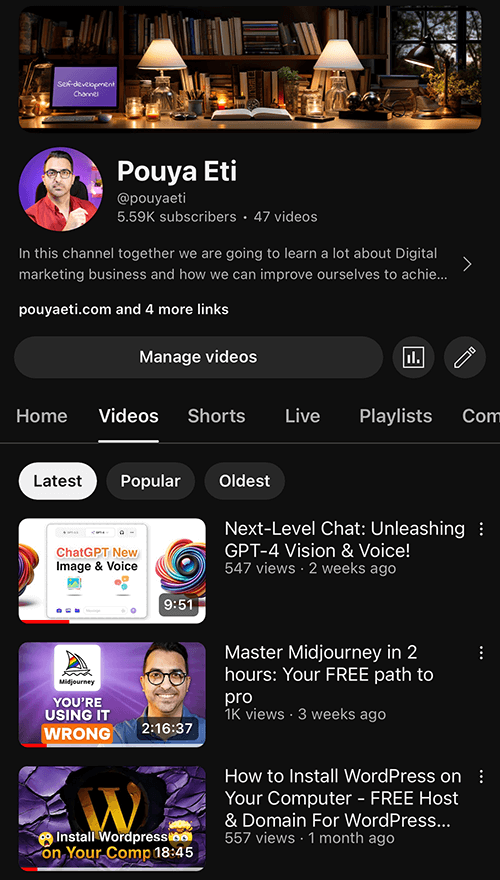 Self-development
Channel
Pouya Eti
@pouyaeti
5.59K subscribers • 47 videos
In this channel together we are going to learn a lot about Digital
marketing business and how we can improve ourselves to achie...
pouyaeti.com and 4 more links
Manage videos
Home Videos Shorts Live Playlists Com
Latest Popular Oldest
ChatGPT New
Image & Voice
9:51
Next-Level Chat: Unleashing
GPT-4 Vision & Voice!
547 views · 2 weeks ago
Midjourney
YOU'RE
USING IT
WRONG
2:16:37
Master Midjourney in 2
hours: Your FREE path to
pro
1K views · 3 weeks ago
Install Wordpress
on Your Comp
18:45
How to Install WordPress on
Your Computer - FREE Host
& Domain For WordPress...
557 views · 1 month ago